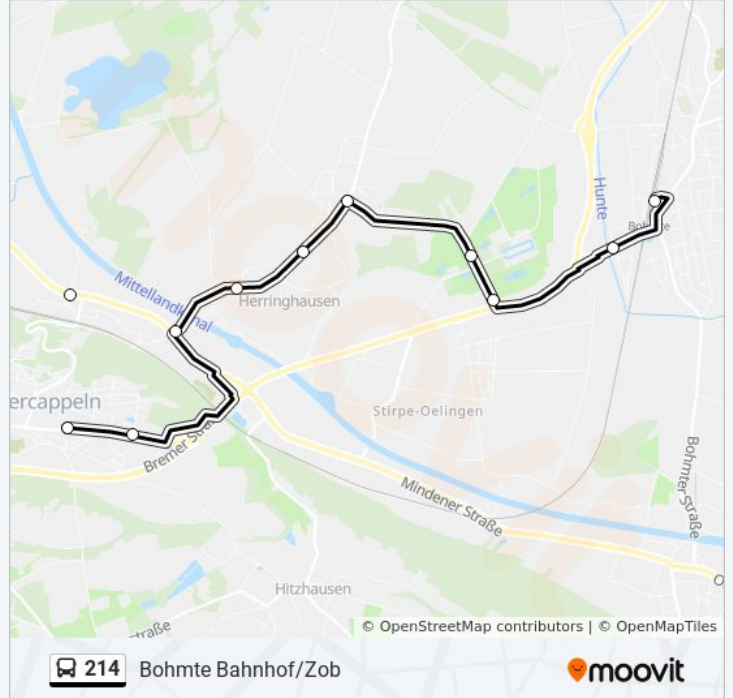 Hunte
Mittellandkanal
Herringhausen
ercappeln
Stirpe-Oelingen
Bremer Straße
Mindener Straße
Bohmter Straße
Hitzhausen
O
straße
© OpenStreetMap contributors | © OpenMapTiles
214 Bohmte Bahnhof/Zob
moovit